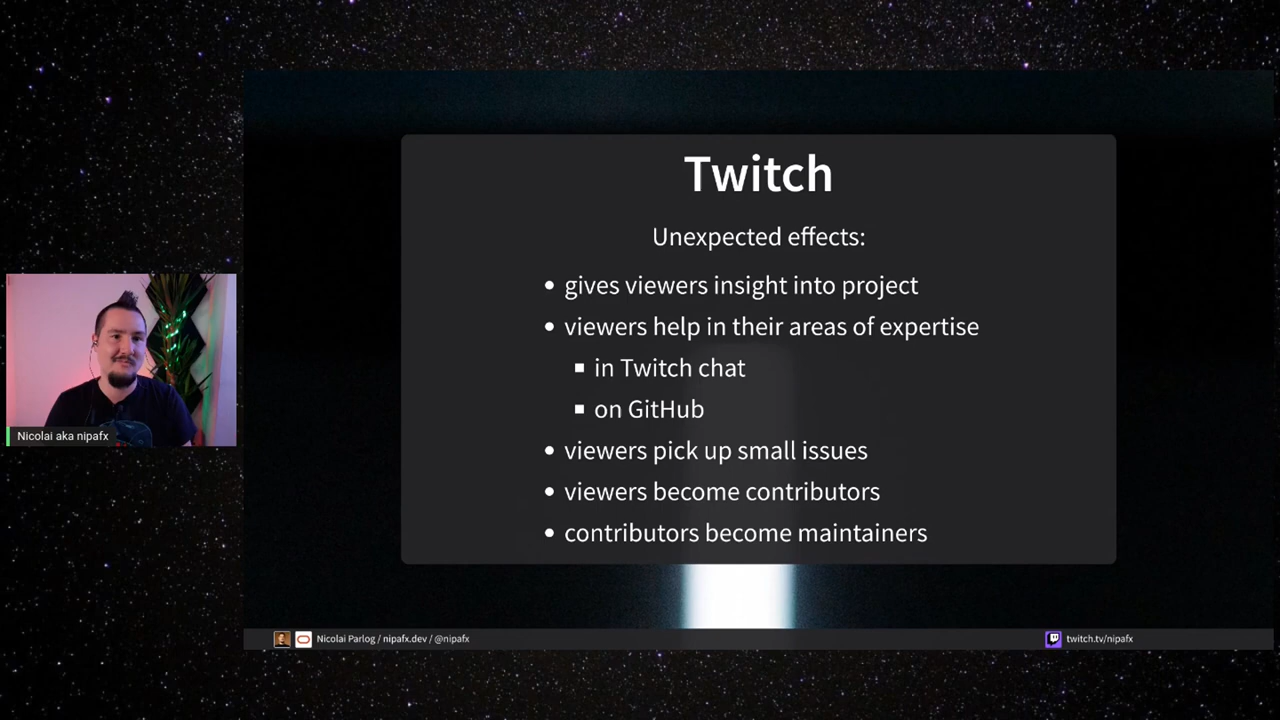 Twitch
Unexpected effects:
gives viewers insight into project
viewers help in their areas of expertise
in Twitch chat
on GitHub
viewers pick up small issues
viewers become contributors
contributors become maintainers
Nicolai aka nipafx
Nicolai Parlog / nipafx.dev / @nipafx
twitch.tv/nipafx